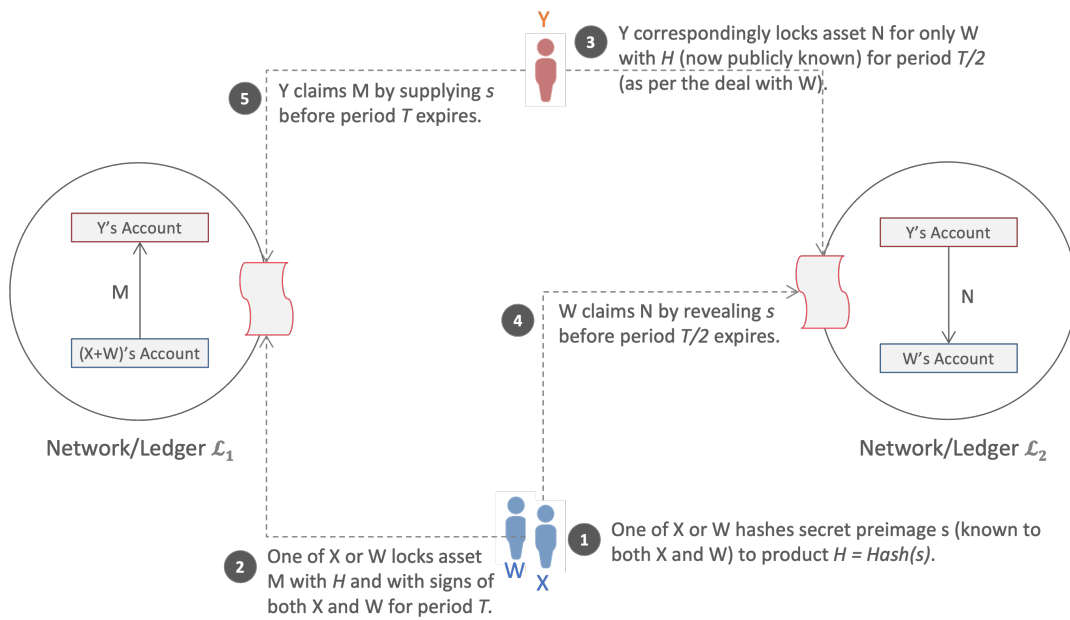 Y
3
Y correspondingly locks asset N for only W
with H (now publicly known) for period T/2
(as per the deal with W).
5
Y claims M by supplying s
before period T expires.
Y's Account
M
(X+W)'s Account
Network/Ledger ℒ₁
4
W claims N by revealing s
before period T/2 expires.
Y's Account
N
W's Account
Network/Ledger ℒ₂
W
X
1
One of X or W hashes secret preimage s (known to
both X and W) to product H = Hash(s).
2
One of X or W locks asset
M with H and with signs of
both X and W for period T.